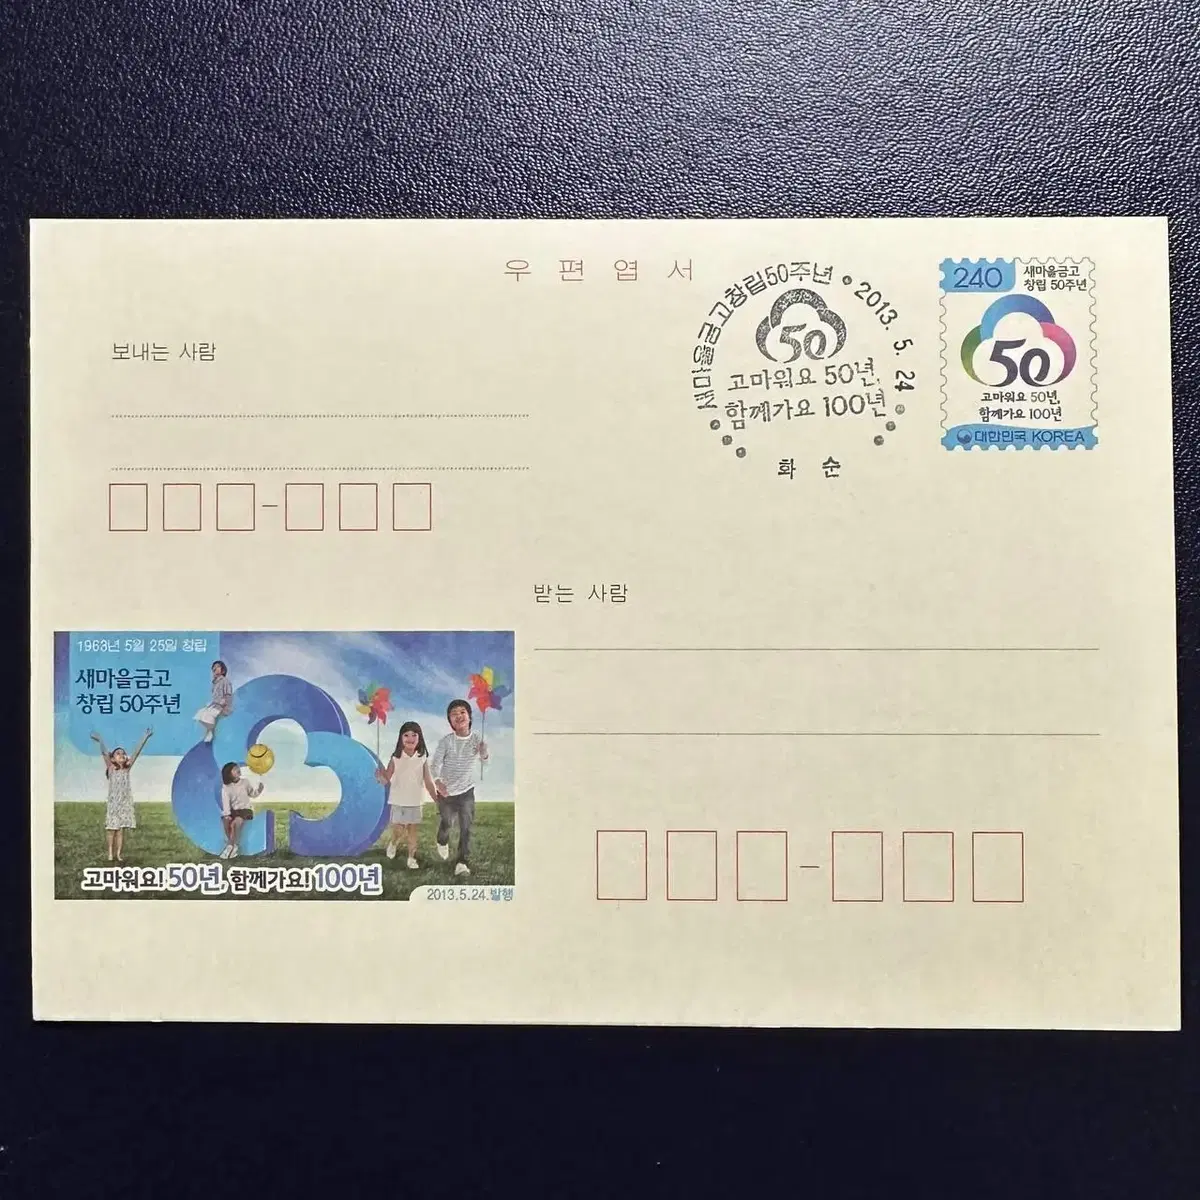 우편엽서
보내는 사람
새마을금고창립50주년 • 2013. 5. 24
50
고마워요 50년,
함께가요 100년
화 순
240
새마을금고
창립 50주년
50
고마워요 50년,
함께가요 100년
대한민국 KOREA
받는 사람
1963년 5월 25일 창립
새마을금고
창립 50주년
고마워요! 50년, 함께가요! 100년
2013.5.24.발행